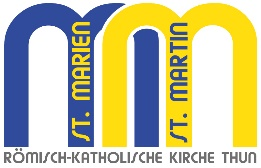 ST. MARIEN
ST. MARTIN
RÖMISCH-KATHOLISCHE KIRCHE THUN